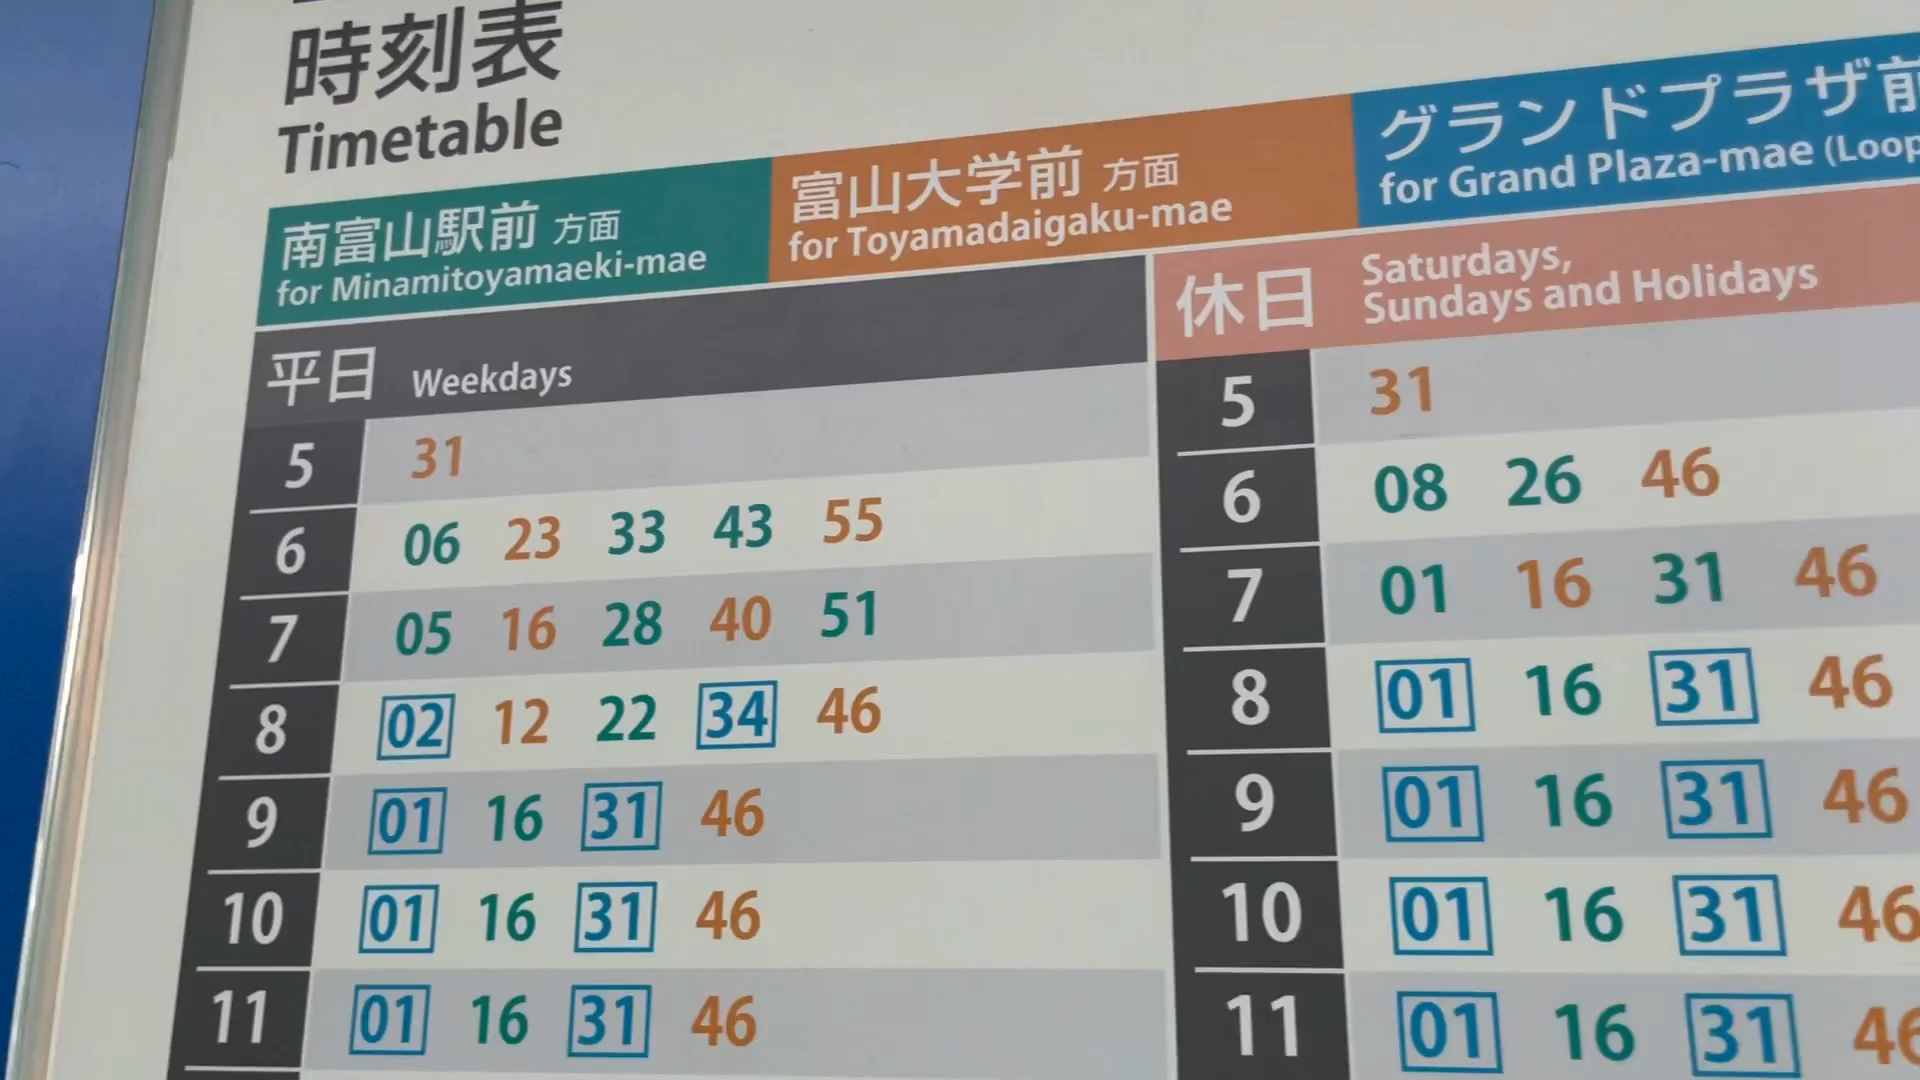 時刻表
Timetable
南富山駅前 方面
for Minamitoyamaeki-mae
富山大学前 方面
for Toyamadaigaku-mae
グランドプラザ前
for Grand Plaza-mae (Loop
平日 Weekdays
5 31
6 06 23 33 43 55
7 05 16 28 40 51
8 02 12 22 34 46
9 01 16 31 46
10 01 16 31 46
11 01 16 31 46
休日 Saturdays,
Sundays and Holidays
5 31
6 08 26 46
7 01 16 31 46
8 01 16 31 46
9 01 16 31 46
10 01 16 31 46
11 01 16 31 46